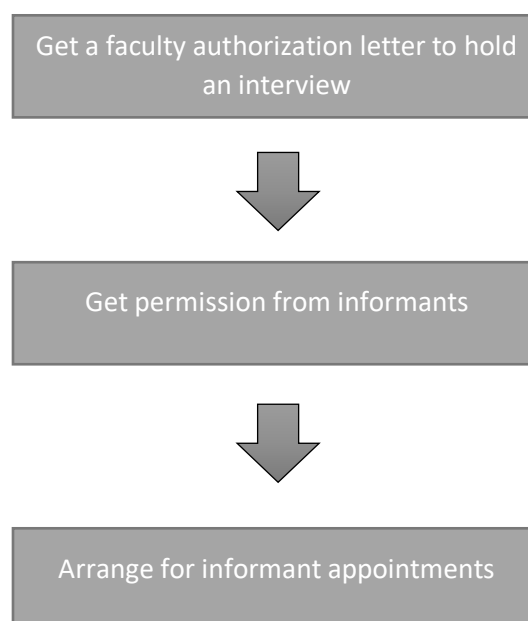 Get a faculty authorization letter to hold
an interview
Get permission from informants
Arrange for informant appointments